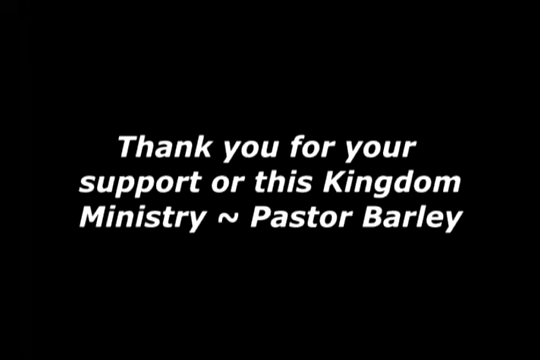 Thank you for your
support or this Kingdom
Ministry ~ Pastor Barley